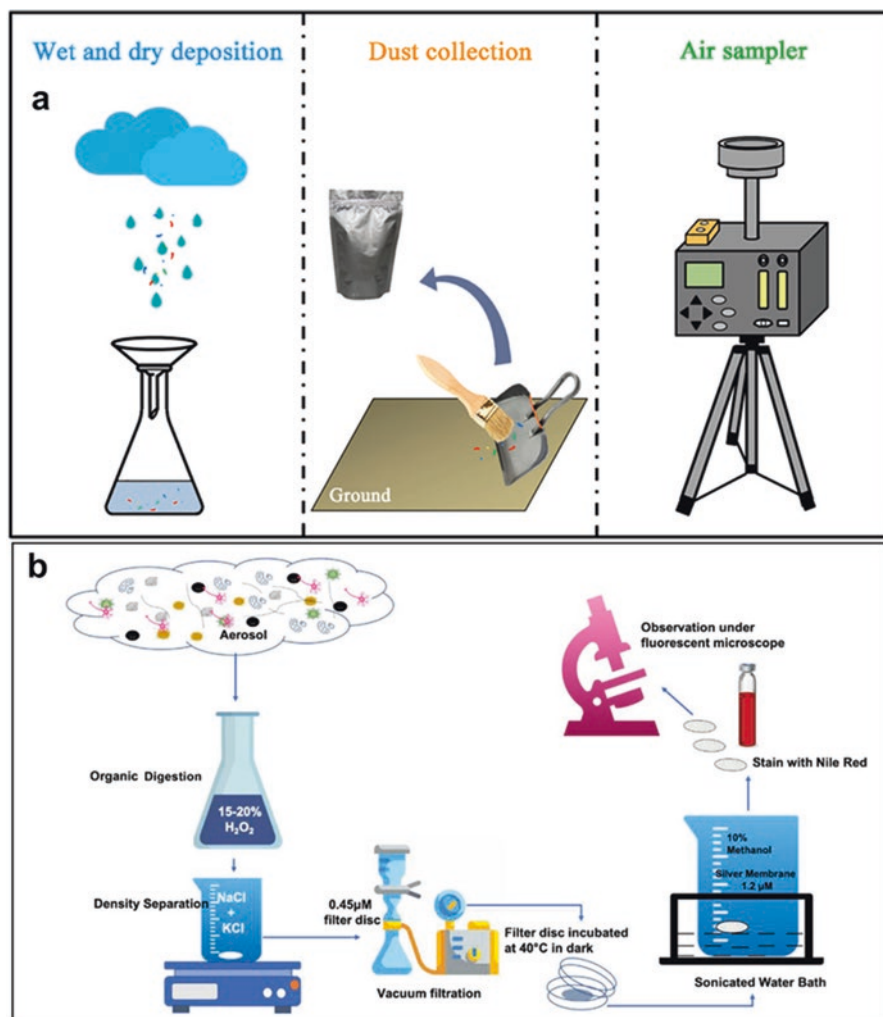 Wet and dry deposition
Dust collection
Air sampler
a
Ground
b
Aerosol
Organic Digestion
15-20%
H₂O₂
Density Separation
NaCl
+
KCl
0.45µM
filter disc
Vacuum filtration
Filter disc incubated
at 40°C in dark
10%
Methanol
Silver Membrane
1.2 µM
Sonicated Water Bath
Stain with Nile Red
Observation under
fluorescent microscope